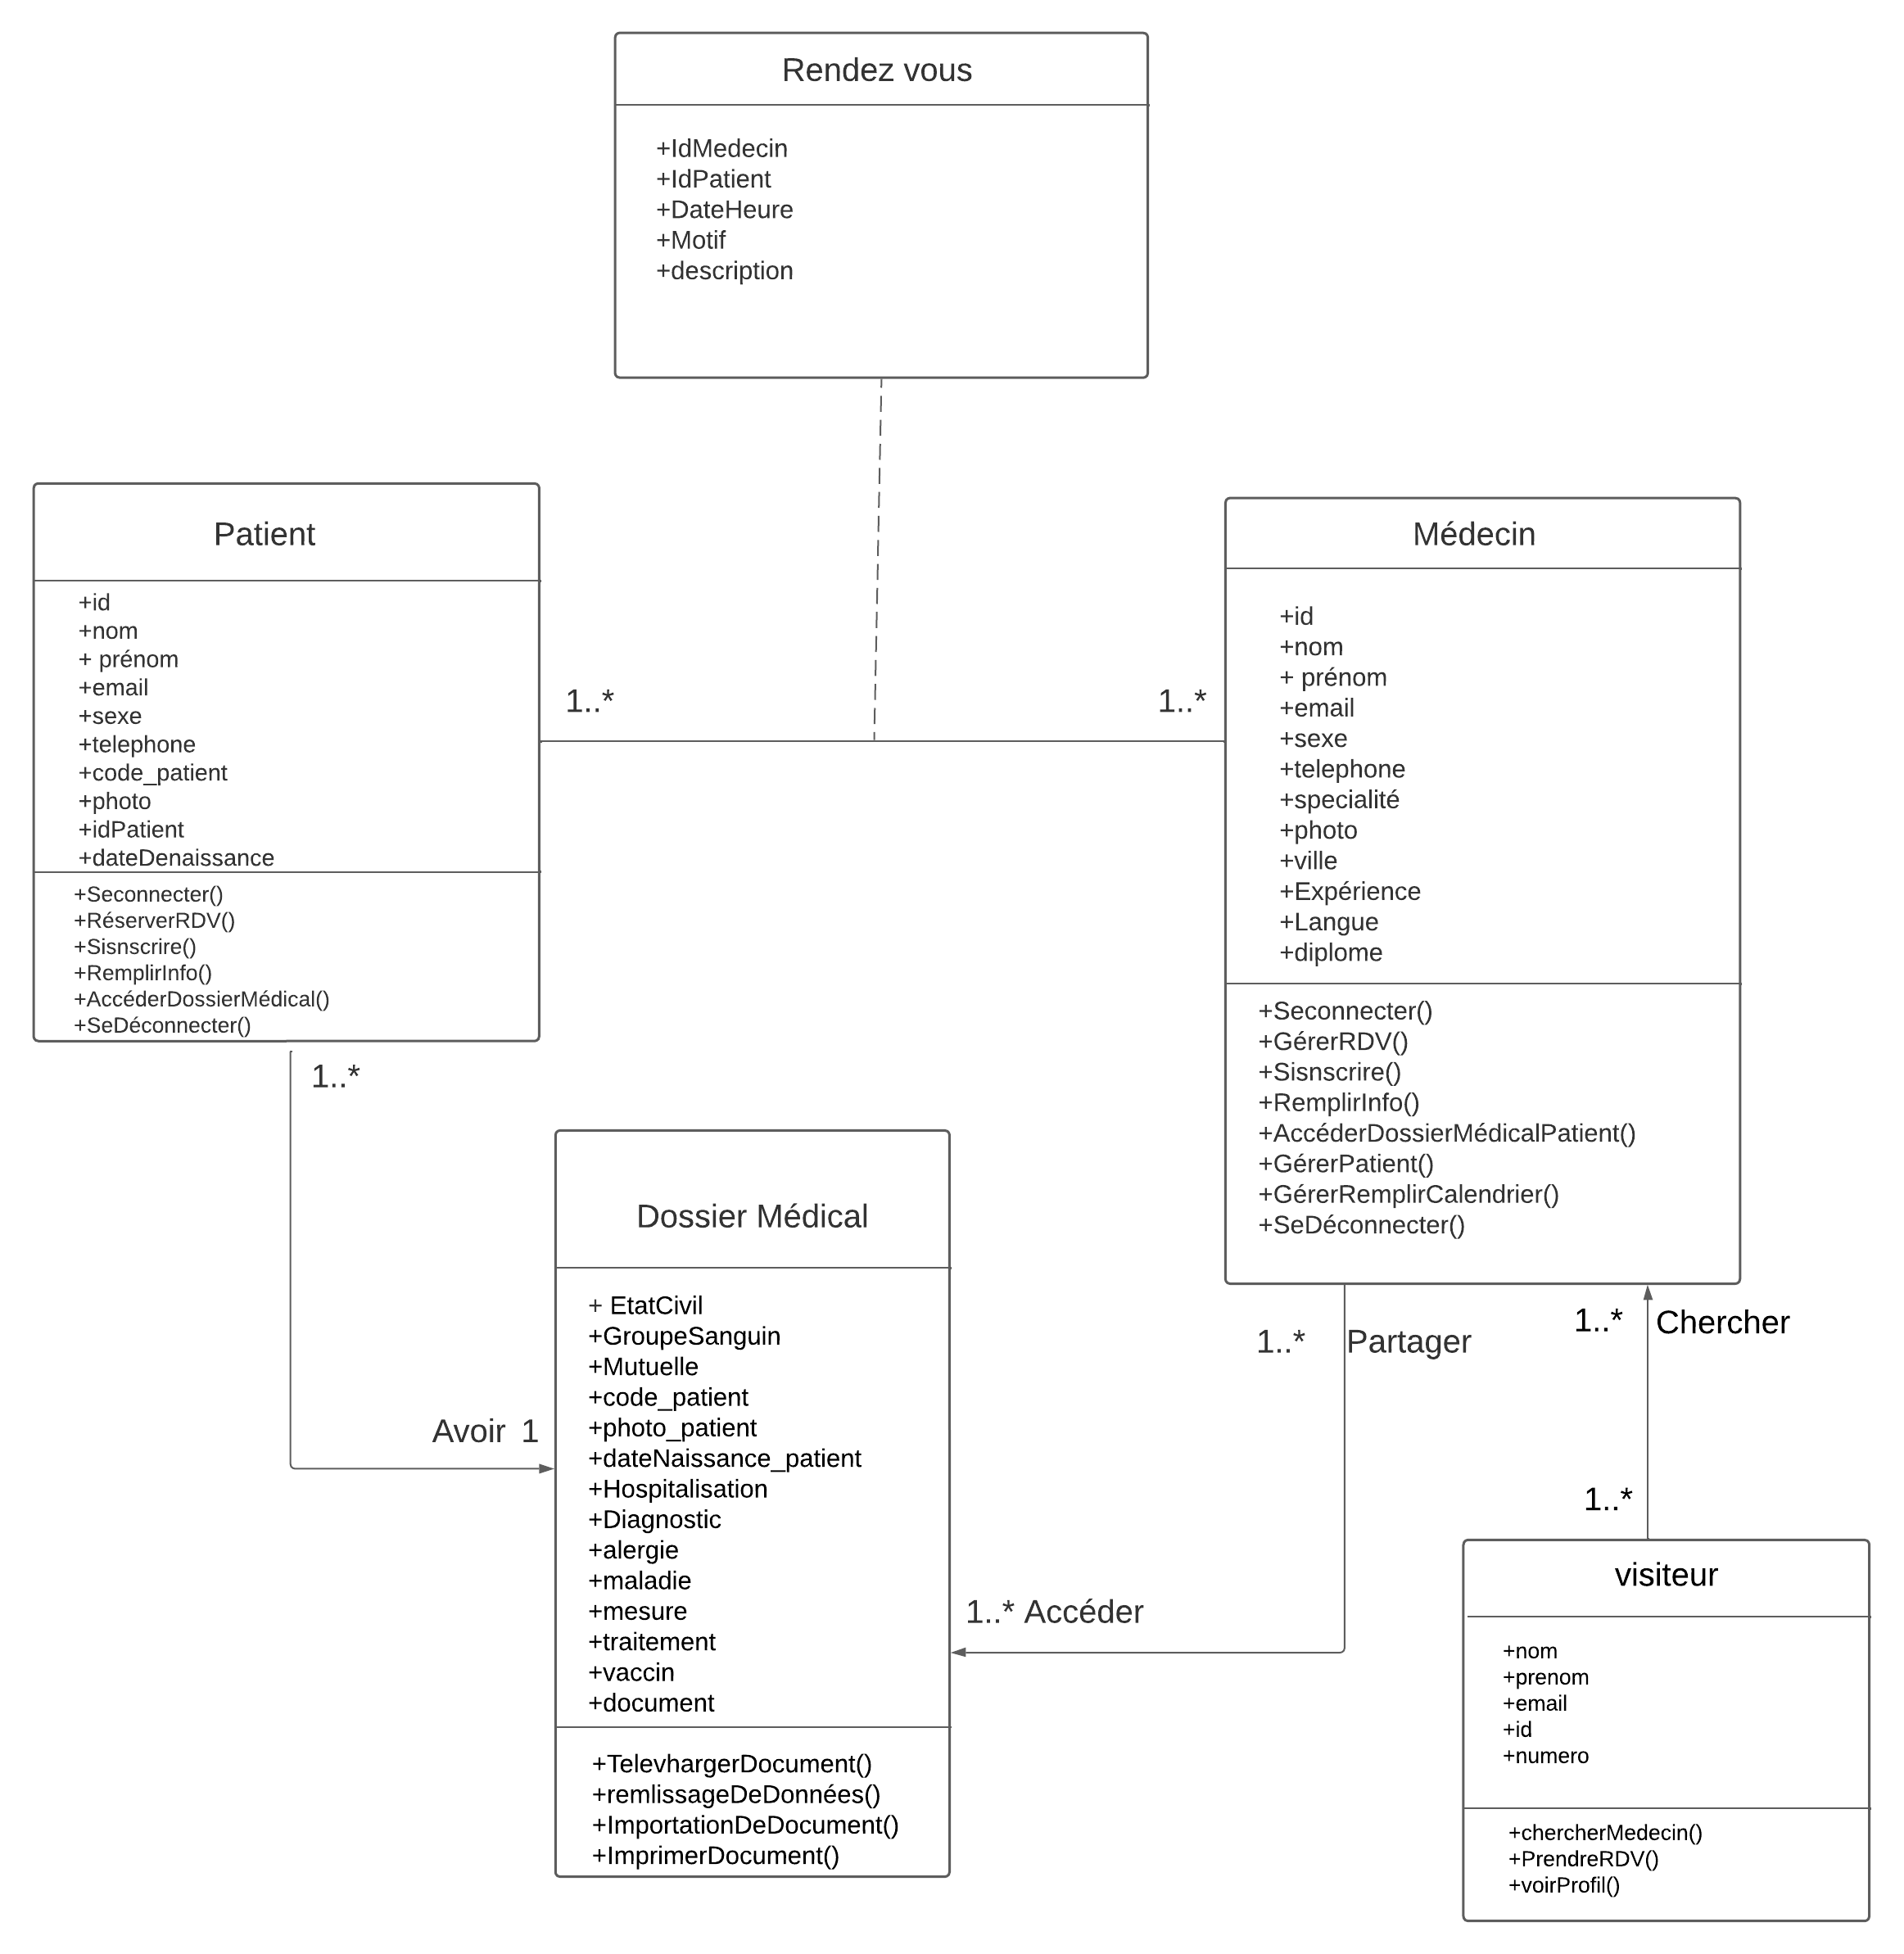 Rendez vous
+IdMedecin
+IdPatient
+DateHeure
+Motif
+description
Patient
+id
+nom
+ prénom
+email
+sexe
+telephone
+code_patient
+photo
+idPatient
+dateDenaissance
+Seconnecter()
+RéserverRDV()
+Sisnscrire()
+RemplirInfo()
+AccéderDossierMédical()
+SeDéconnecter()
1..*
1..*
Médecin
+id
+nom
+ prénom
+email
+sexe
+telephone
+specialité
+photo
+ville
+Expérience
+Langue
+diplome
+Seconnecter()
+GérerRDV()
+Sisnscrire()
+RemplirInfo()
+AccéderDossierMédicalPatient()
+GérerPatient()
+GérerRemplirCalendrier()
+SeDéconnecter()
1..*
Avoir 1
Dossier Médical
+ EtatCivil
+GroupeSanguin
+Mutuelle
+code_patient
+photo_patient
+dateNaissance_patient
+Hospitalisation
+Diagnostic
+alergie
+maladie
+mesure
+traitement
+vaccin
+document
+TelevhargerDocument()
+remlissageDeDonnées()
+ImportationDeDocument()
+ImprimerDocument()
1..* Partager
1..* Accéder
1..* Chercher
1..*
visiteur
+nom
+prenom
+email
+id
+numero
+chercherMedecin()
+PrendreRDV()
+voirProfil()